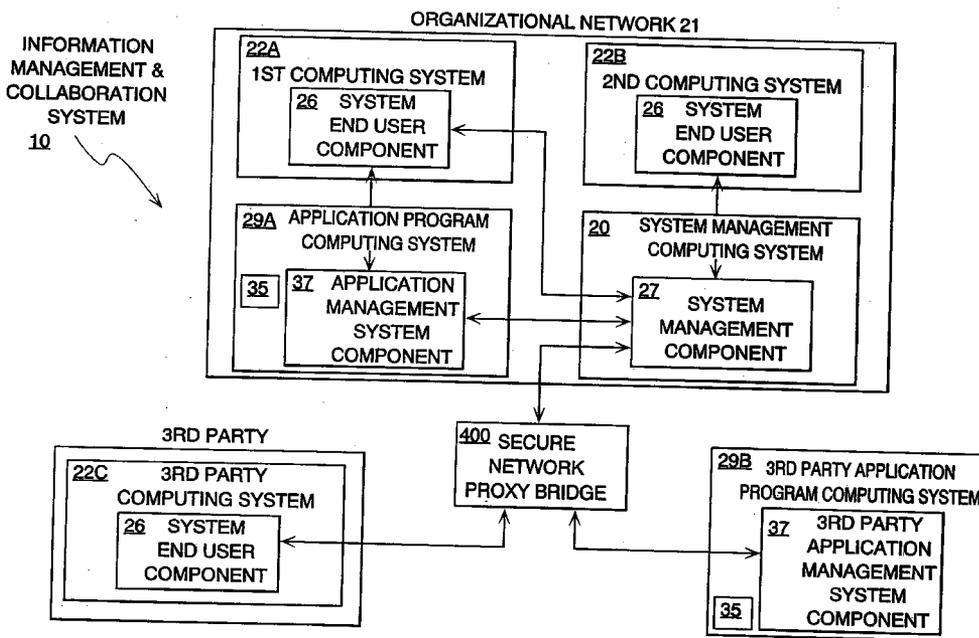 ORGANIZATIONAL NETWORK 21
INFORMATION
MANAGEMENT &
COLLABORATION
SYSTEM
10
22A
1ST COMPUTING SYSTEM
26 SYSTEM
END USER
COMPONENT
22B
2ND COMPUTING SYSTEM
26 SYSTEM
END USER
COMPONENT
29A APPLICATION PROGRAM
COMPUTING SYSTEM
35
37 APPLICATION
MANAGEMENT
SYSTEM
COMPONENT
20 SYSTEM MANAGEMENT
COMPUTING SYSTEM
27
SYSTEM
MANAGEMENT
COMPONENT
400 SECURE
NETWORK
PROXY BRIDGE
3RD PARTY
22C 3RD PARTY
COMPUTING SYSTEM
26 SYSTEM
END USER
COMPONENT
29B 3RD PARTY APPLICATION
PROGRAM COMPUTING SYSTEM
37 3RD PARTY
APPLICATION
MANAGEMENT
SYSTEM
COMPONENT
35